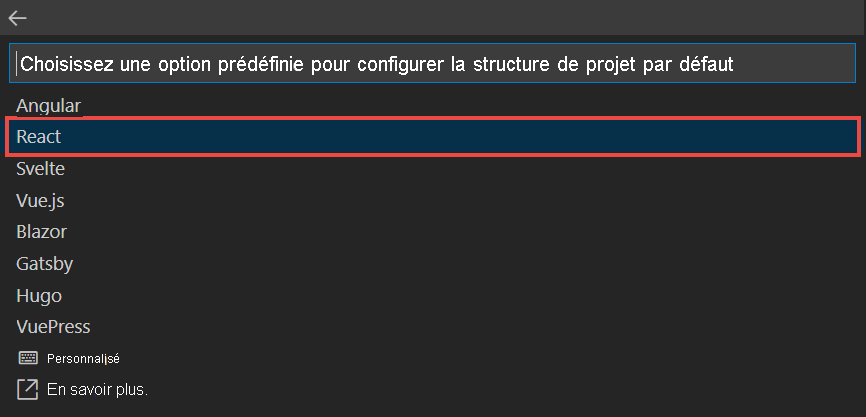 Choisissez une option prédéfinie pour configurer la structure de projet par défaut
Angular
React
Svelte
Vue.js
Blazor
Gatsby
Hugo
VuePress
Personnalisé
En savoir plus.